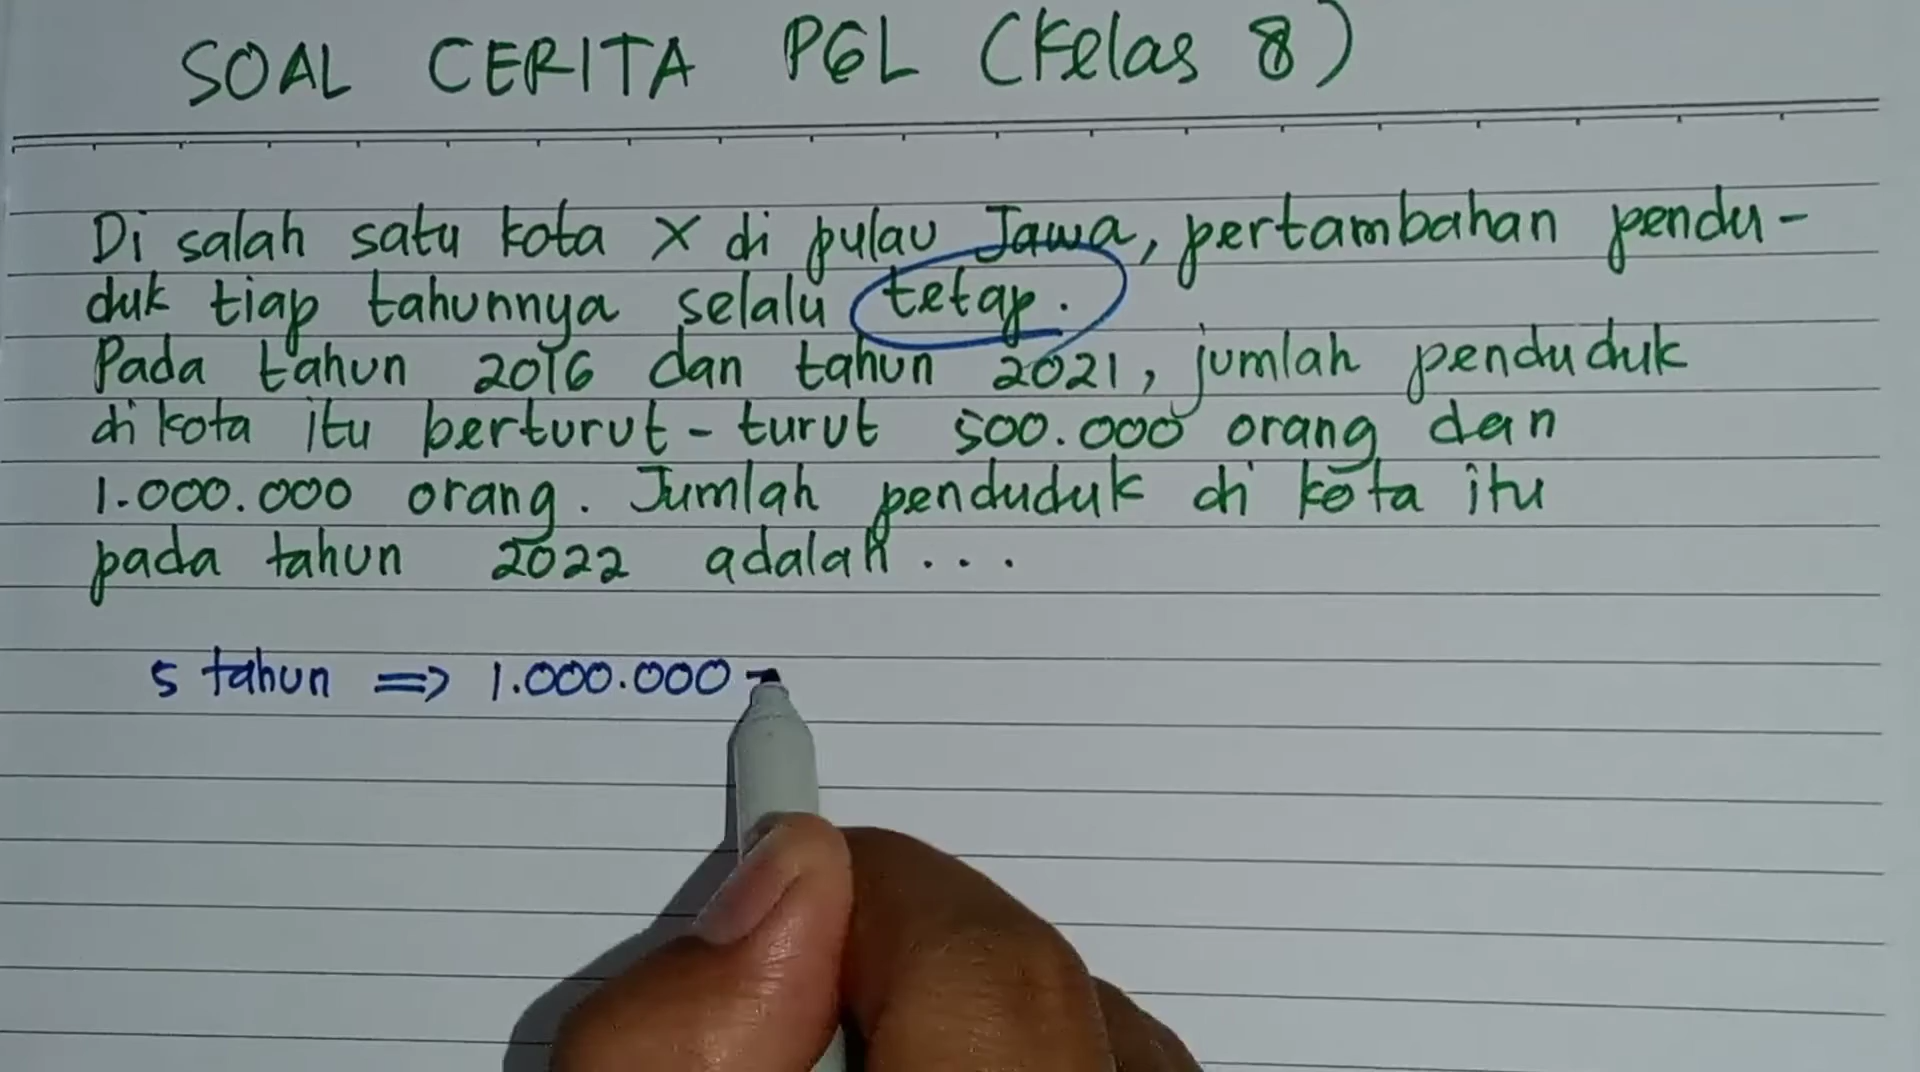 SOAL CERITA PGL (Kelas 8)
Di salah satu kota X di pulau Jawa, pertambahan pendu-
duk tiap tahunnya selalu tetap.
Pada tahun 2016 dan tahun 2021, jumlah penduduk
di kota itu berturut-turut 500.000 orang dan
1.000.000 orang. Jumlah penduduk di kota itu
pada tahun 2022 adalah ...
5 tahun => 1.000.000 -